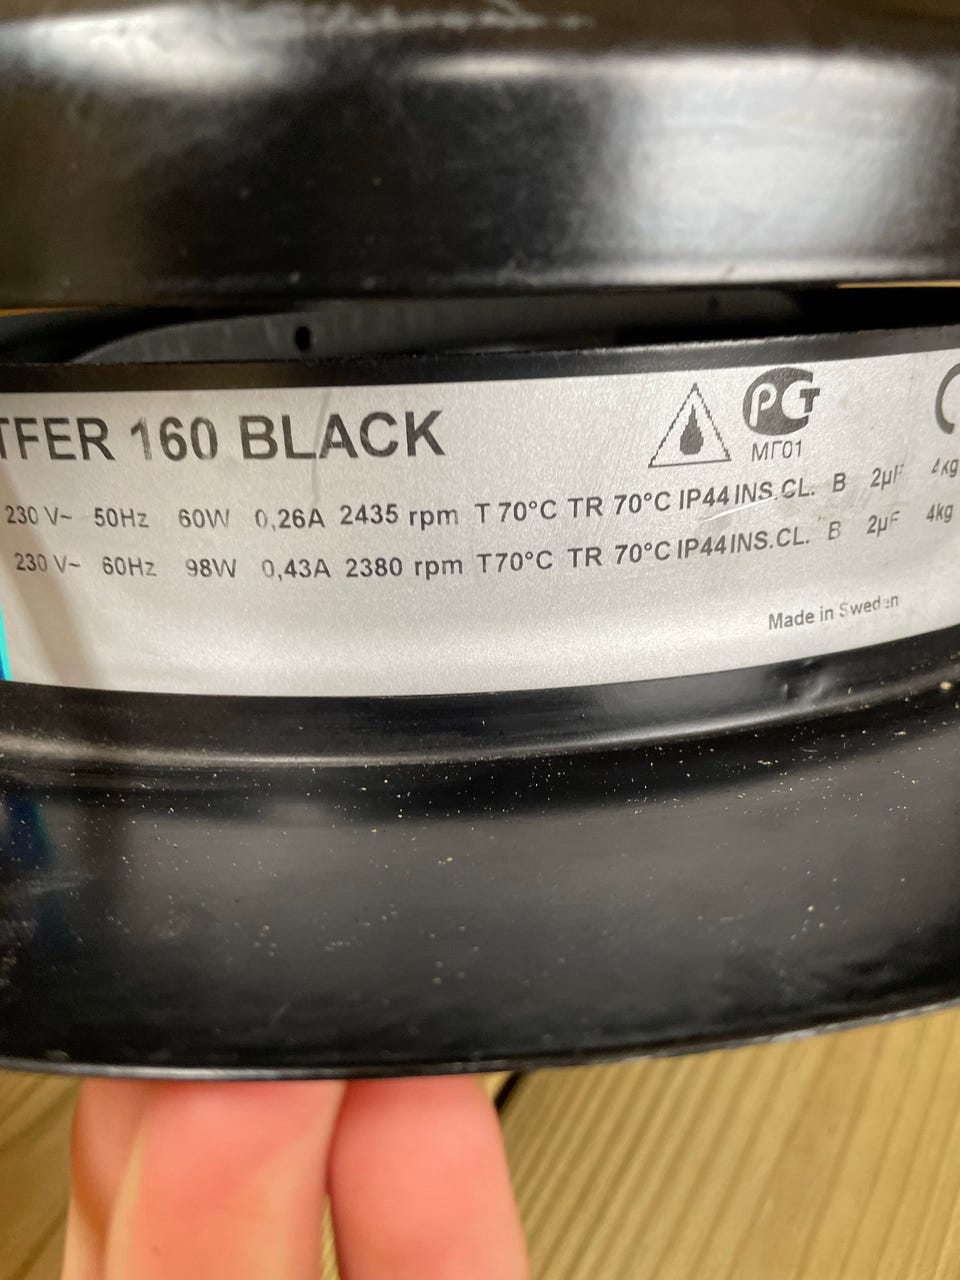 TFER 160 BLACK
PCT
МГ01
230 V~ 50Hz 60W 0,26A 2435 rpm T 70°C TR 70°C IP44 INS.CL. B 2µF 4kg
230 V~ 60Hz 98W 0,43A 2380 rpm T70°C TR 70°C IP44 INS.CL. B 2µF 4kg
Made in Sweden